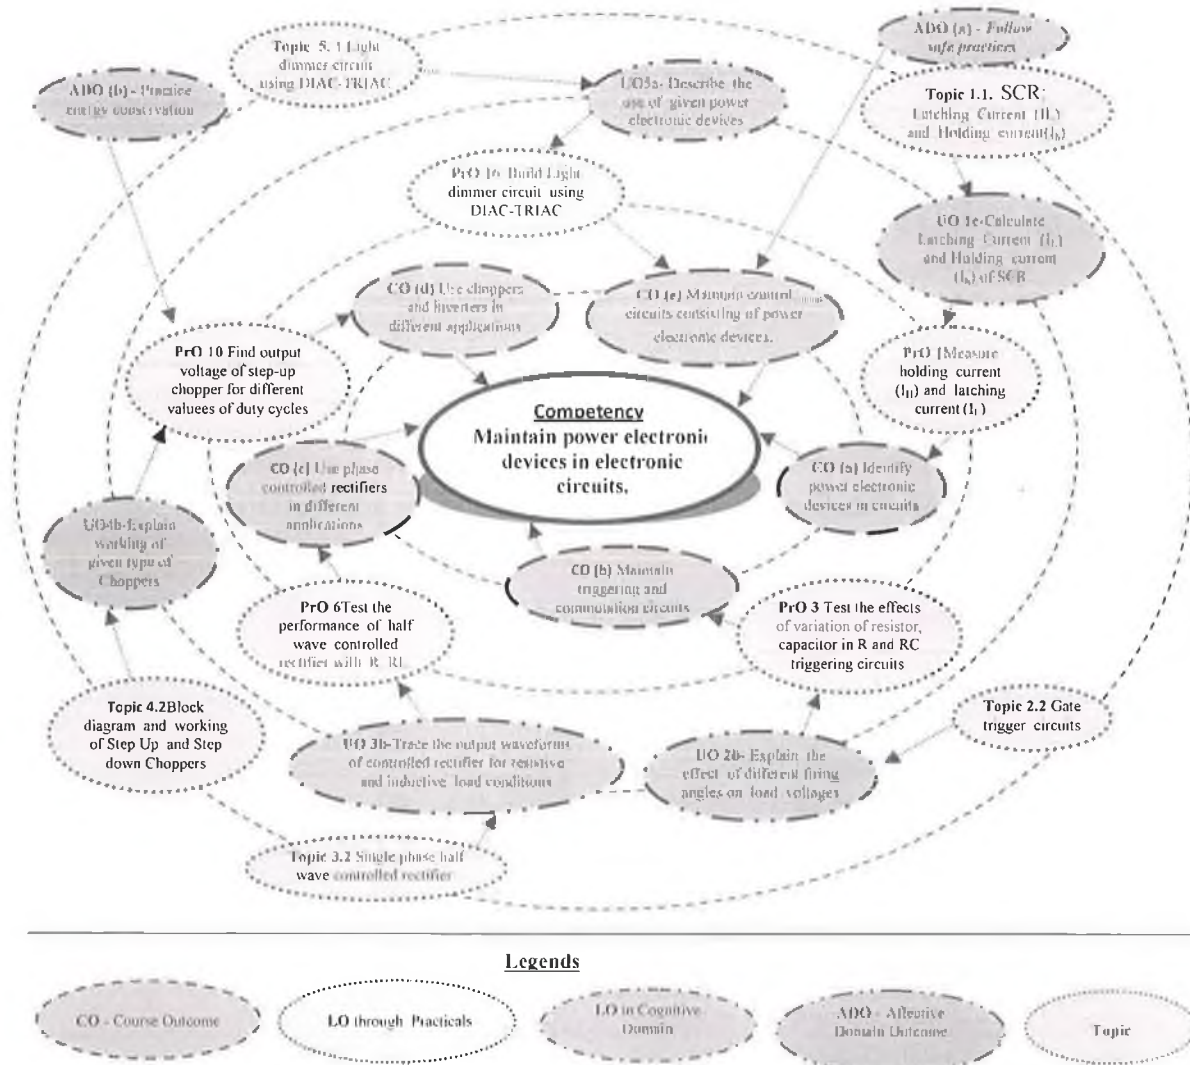 ADO (a) - Follow
safe practices
Topic 5. 1 Light
dimmer circuit
using DIAC-TRIAC
ADO (b) - Practice
energy conservation
UO5a- Describe the
use of given power
electronic devices
Topic 1.1. SCR:
Latching Current (IL)
and Holding current(Ih)
PrO 16 Build Light
dimmer circuit using
DIAC-TRIAC
UO 1c-Calculate
Latching Current (IL)
and Holding current
(Ih) of SCR
CO (d) Use choppers
and Inverters in
different applications
CO (e) Maintain control
circuits consisting of power
electronic devices.
PrO 10 Find output
voltage of step-up
chopper for different
valuees of duty cycles
PrO 1Measure
holding current
(IH) and latching
current (IL)
Competency
Maintain power electronic
devices in electronic
circuits.
CO (c) Use phase
controlled rectifiers
in different
applications
CO (a) Identify
power electronic
devices in circuits
UO4b-Explain
working of
given type of
Choppers
CO (b) Maintain
triggering and
commutation circuits
PrO 6Test the
performance of half
wave controlled
rectifier with R, RL
PrO 3 Test the effects
of variation of resistor,
capacitor in R and RC
triggering circuits
Topic 4.2Block
diagram and working
of Step Up and Step
down Choppers
Topic 2.2 Gate
trigger circuits
UO 3b-Trace the output waveforms
of controlled rectifier for resistive
and inductive load conditions
UO 2b- Explain the
effect of different firing
angles on load voltages
Topic 3.2 Single phase half
wave controlled rectifier
Legends
CO - Course Outcome
LO through Practicals
LO in Cognitive
Domain
ADO - Affective
Domain Outcome
Topic